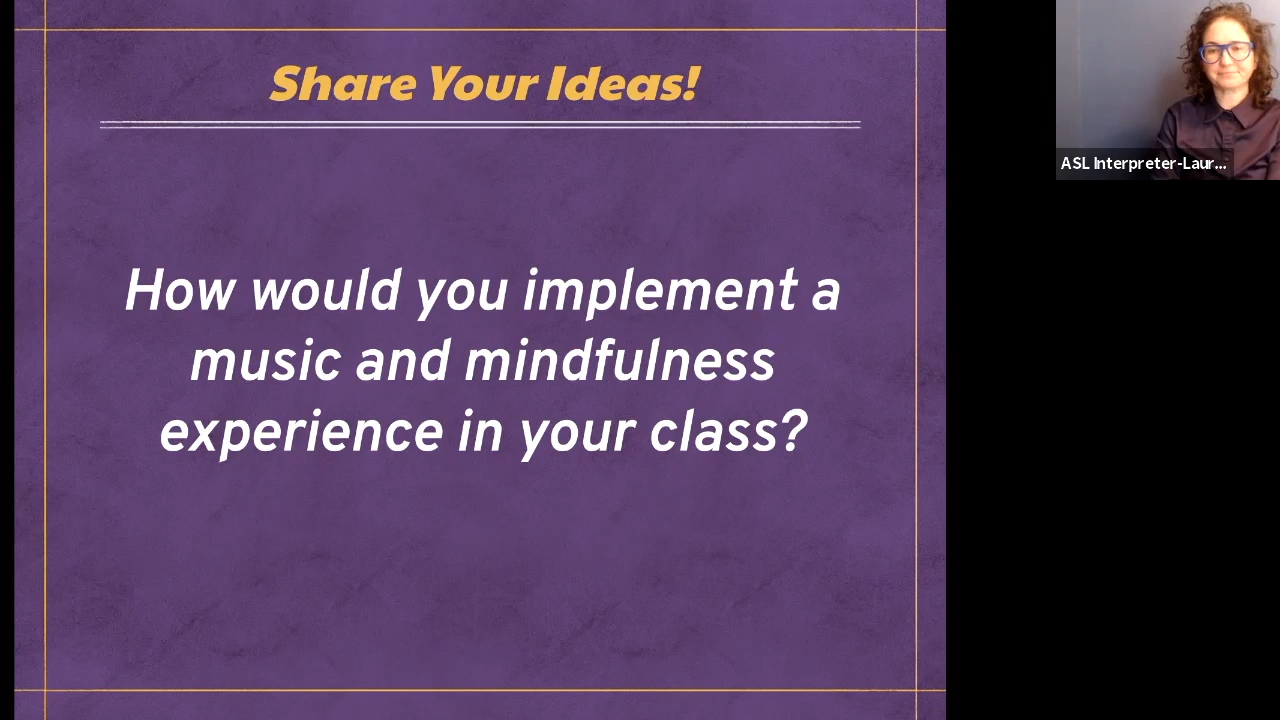 Share Your Ideas!
How would you implement a
music and mindfulness
experience in your class?
ASL Interpreter-Laur...